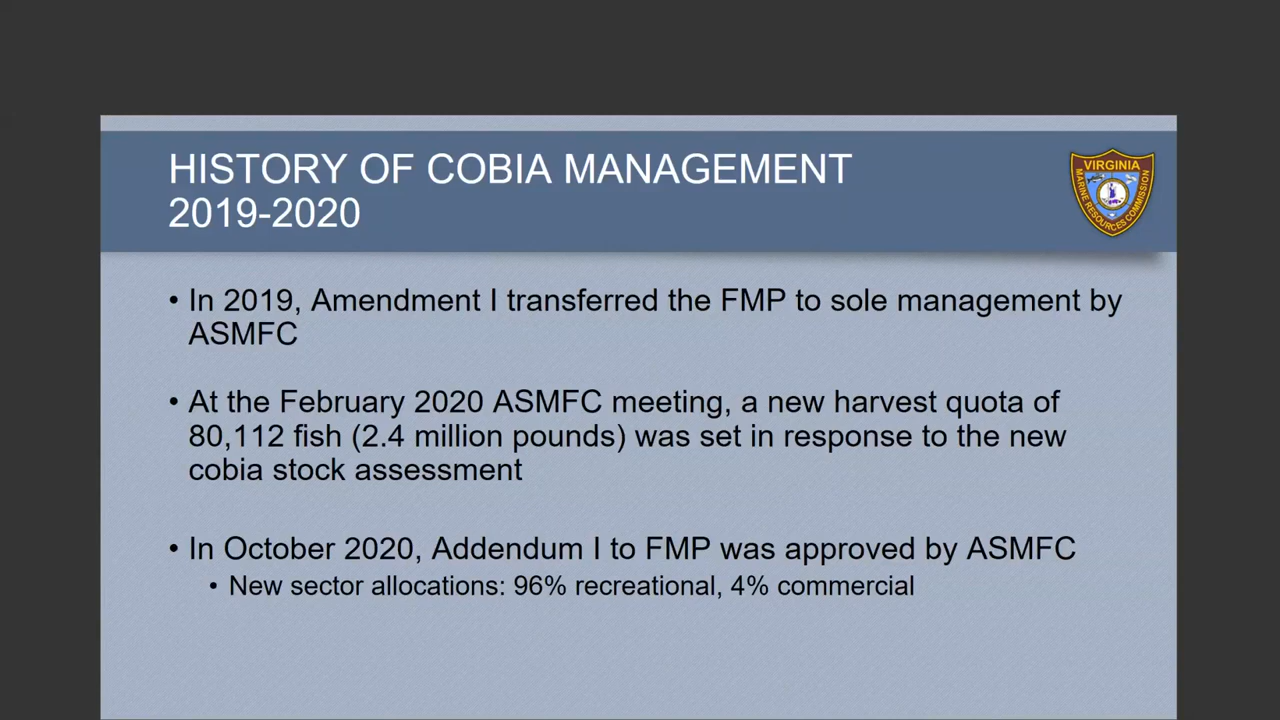 HISTORY OF COBIA MANAGEMENT
2019-2020
VIRGINIA
MARINE RESOURCES COMMISSION
• In 2019, Amendment I transferred the FMP to sole management by
ASMFC
• At the February 2020 ASMFC meeting, a new harvest quota of
80,112 fish (2.4 million pounds) was set in response to the new
cobia stock assessment
• In October 2020, Addendum I to FMP was approved by ASMFC
• New sector allocations: 96% recreational, 4% commercial